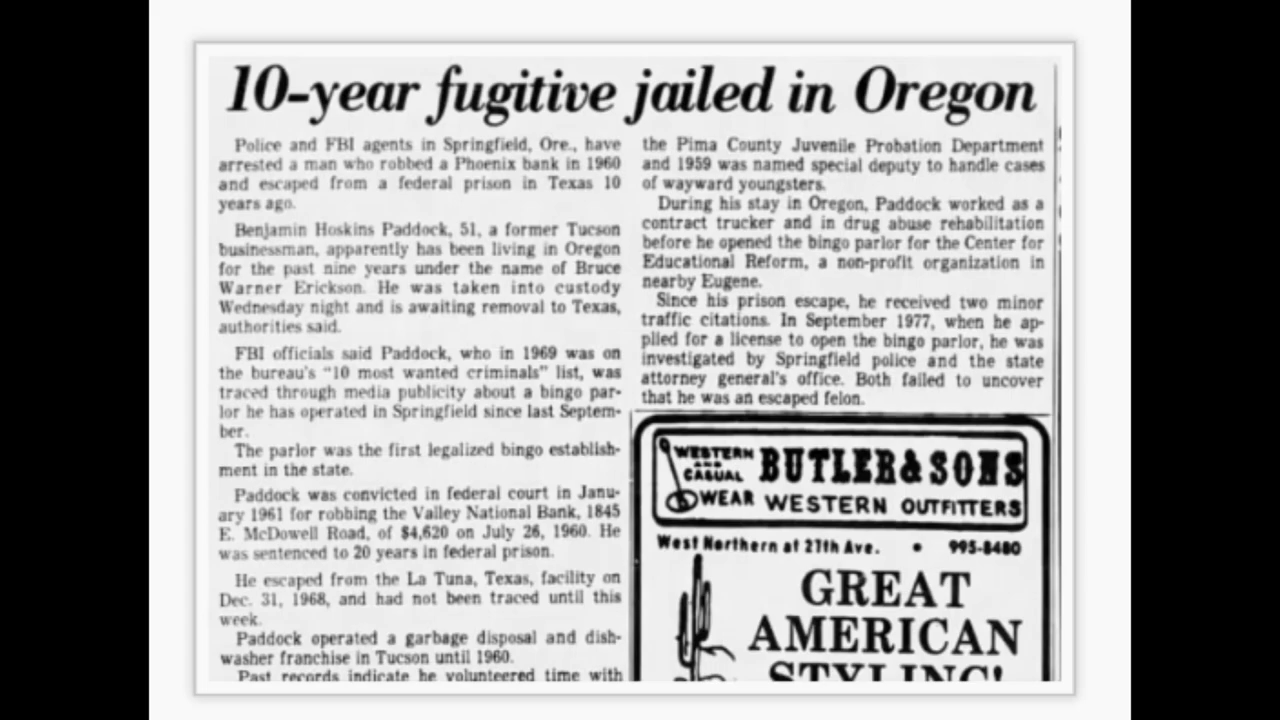 10-year fugitive jailed in Oregon
Police and FBI agents in Springfield, Ore., have
arrested a man who robbed a Phoenix bank in 1960
and escaped from a federal prison in Texas 10
years ago.
Benjamin Hoskins Paddock, 51, a former Tucson
businessman, apparently has been living in Oregon
for the past nine years under the name of Bruce
Warner Erickson. He was taken into custody
Wednesday night and is awaiting removal to Texas,
authorities said.
FBI officials said Paddock, who in 1969 was on
the bureau's "10 most wanted criminals" list, was
traced through media publicity about a bingo par-
lor he has operated in Springfield since last Septem-
ber.
The parlor was the first legalized bingo establish-
ment in the state.
Paddock was convicted in federal court in Janu-
ary 1961 for robbing the Valley National Bank, 1845
E. McDowell Road, of $4,620 on July 26, 1960. He
was sentenced to 20 years in federal prison.
He escaped from the La Tuna, Texas, facility on
Dec. 31, 1968, and had not been traced until this
week.
Paddock operated a garbage disposal and dish-
washer franchise in Tucson until 1960.
Past records indicate he volunteered time with
the Pima County Juvenile Probation Department
and 1959 was named special deputy to handle cases
of wayward youngsters.
During his stay in Oregon, Paddock worked as a
contract trucker and in drug abuse rehabilitation
before he opened the bingo parlor for the Center for
Educational Reform, a non-profit organization in
nearby Eugene.
Since his prison escape, he received two minor
traffic citations. In September 1977, when he ap-
plied for a license to open the bingo parlor, he was
investigated by Springfield police and the state
attorney general's office. Both failed to uncover
that he was an escaped felon.
WESTERN
AND
CASUAL
WEAR
BUTLER & SONS
WESTERN OUTFITTERS
West Northern at 27th Ave. • 995-8480
GREAT
AMERICAN
STYLING!